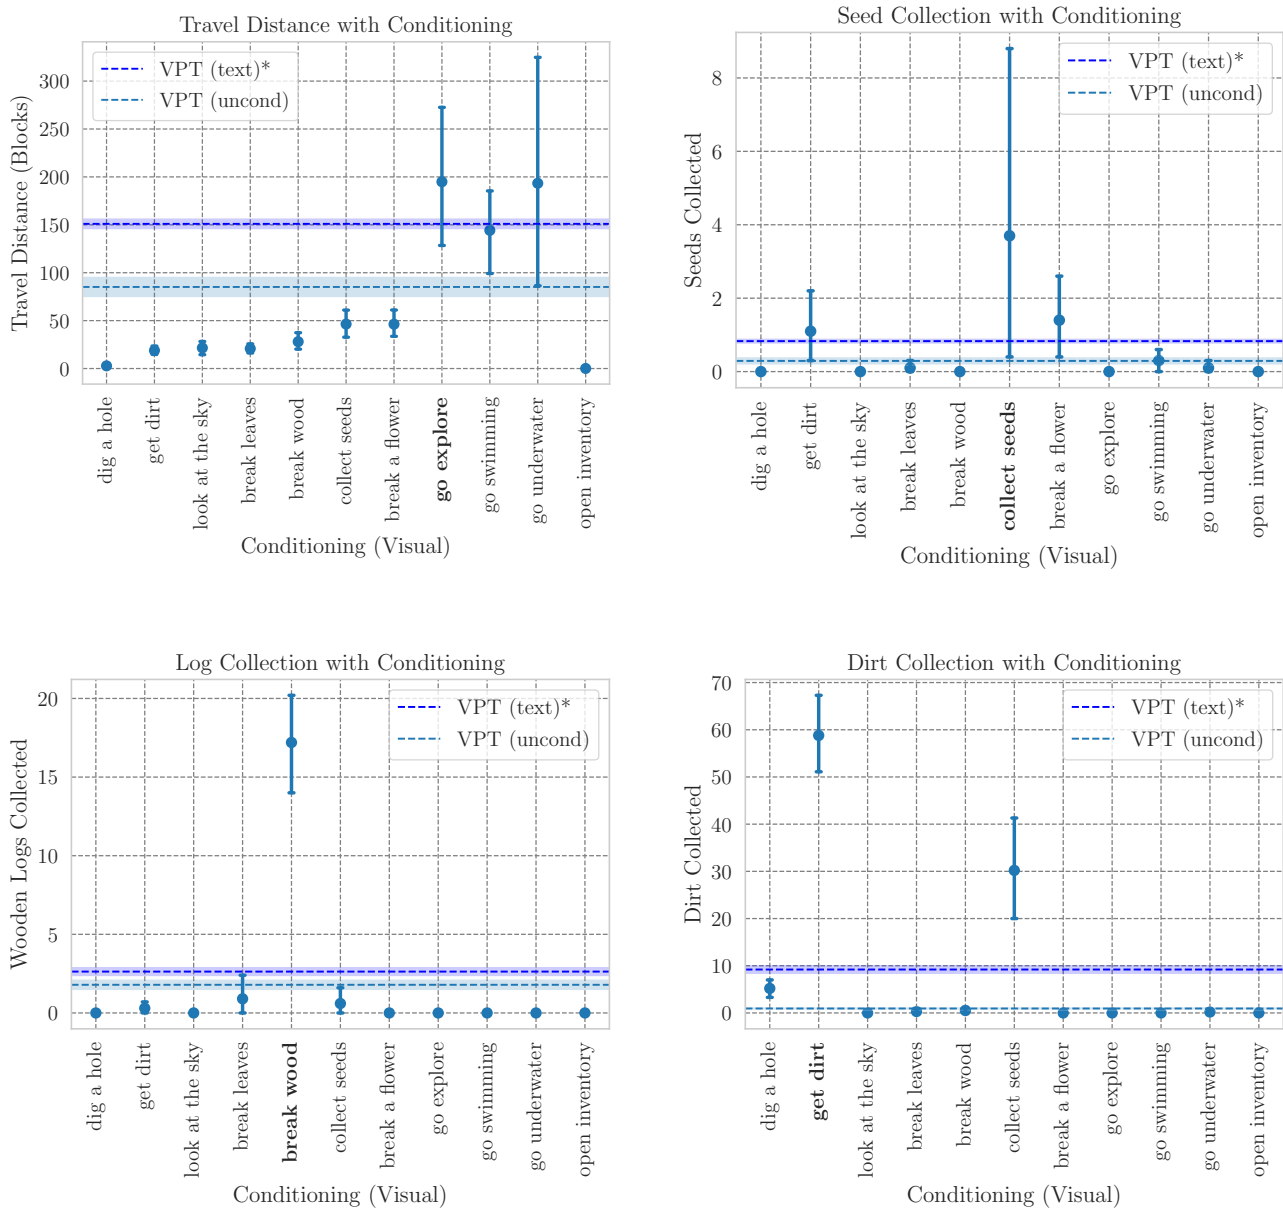 Travel Distance with Conditioning
VPT (text)*
VPT (uncond)
300
250
200
150
100
50
0
Travel Distance (Blocks)
dig a hole
get dirt
look at the sky
break leaves
break wood
collect seeds
break a flower
go explore
go swimming
go underwater
open inventory
Conditioning (Visual)
Seed Collection with Conditioning
VPT (text)*
VPT (uncond)
8
6
4
2
0
Seeds Collected
dig a hole
get dirt
look at the sky
break leaves
break wood
collect seeds
break a flower
go explore
go swimming
go underwater
open inventory
Conditioning (Visual)
Log Collection with Conditioning
VPT (text)*
VPT (uncond)
20
15
10
5
0
Wooden Logs Collected
dig a hole
get dirt
look at the sky
break leaves
break wood
collect seeds
break a flower
go explore
go swimming
go underwater
open inventory
Conditioning (Visual)
Dirt Collection with Conditioning
VPT (text)*
VPT (uncond)
70
60
50
40
30
20
10
0
Dirt Collected
dig a hole
get dirt
look at the sky
break leaves
break wood
collect seeds
break a flower
go explore
go swimming
go underwater
open inventory
Conditioning (Visual)